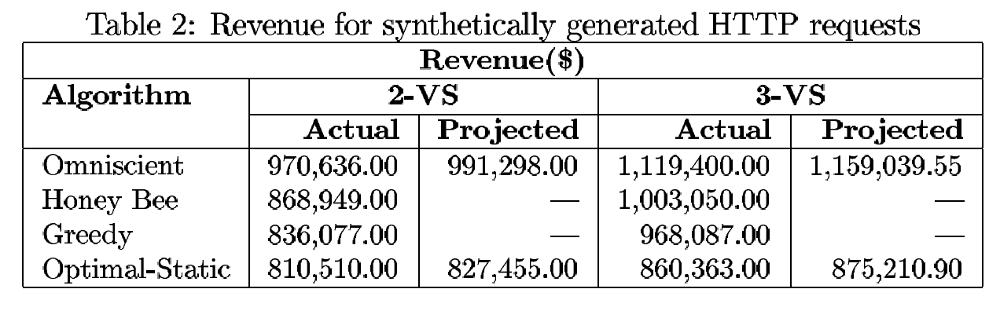 Table 2: Revenue for synthetically generated HTTP requests
Revenue($)
Algorithm 2-VS 3-VS
Actual Projected Actual Projected
Omniscient 970,636.00 991,298.00 1,119,400.00 1,159,039.55
Honey Bee 868,949.00 — 1,003,050.00 —
Greedy 836,077.00 — 968,087.00 —
Optimal-Static 810,510.00 827,455.00 860,363.00 875,210.90